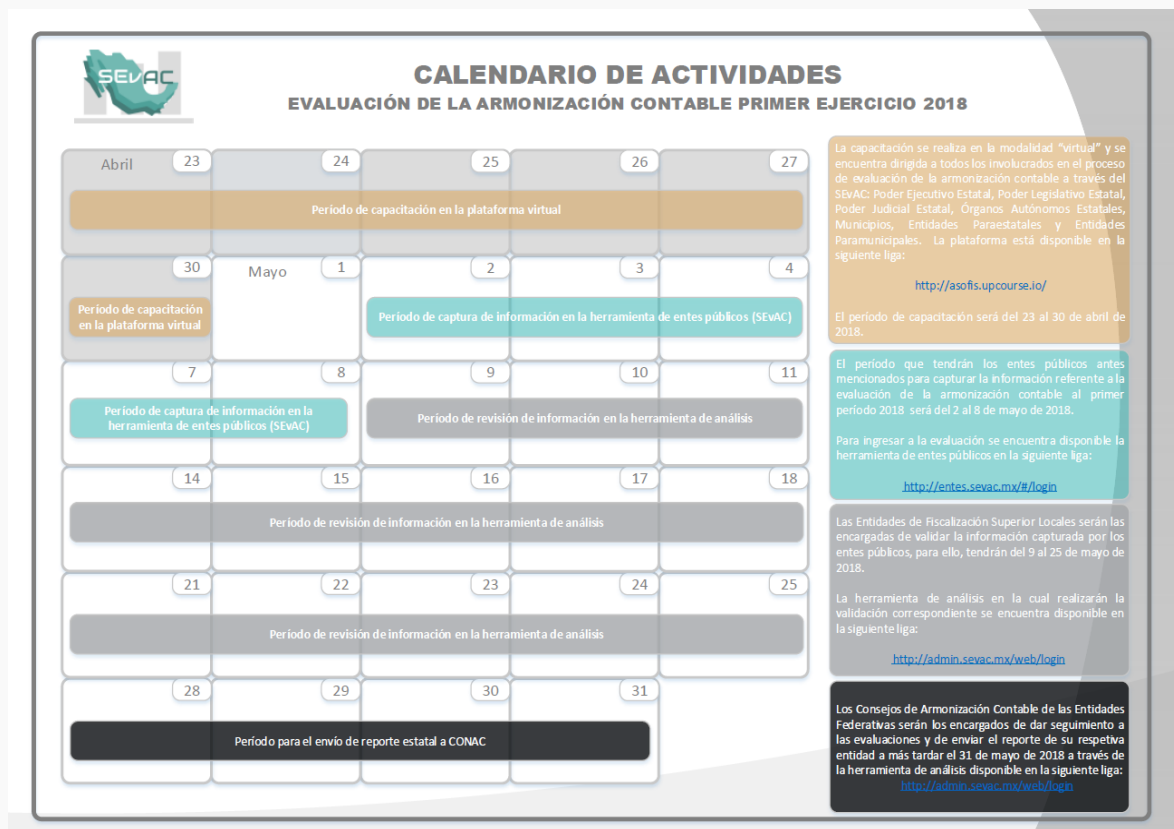 SEvAC
CALENDARIO DE ACTIVIDADES
EVALUACIÓN DE LA ARMONIZACIÓN CONTABLE PRIMER EJERCICIO 2018
Abril 23 24 25 26 27
Período de capacitación en la plataforma virtual
30 Mayo 1 2 3 4
Período de capacitación
en la plataforma virtual
Período de captura de información en la herramienta de entes públicos (SEvAC)
7 8 9 10 11
Período de captura de información en la
herramienta de entes públicos (SEvAC)
Período de revisión de información en la herramienta de análisis
14 15 16 17 18
Período de revisión de información en la herramienta de análisis
21 22 23 24 25
Período de revisión de información en la herramienta de análisis
28 29 30 31
Período para el envío de reporte estatal a CONAC
La capacitación se realiza en la modalidad "virtual" y se
encuentra dirigida a todos los involucrados en el proceso
de evaluación de la armonización contable a través del
SEvAC: Poder Ejecutivo Estatal, Poder Legislativo Estatal,
Poder Judicial Estatal, Órganos Autónomos Estatales,
Municipios, Entidades Paraestatales y Entidades
Paramunicipales. La plataforma está disponible en la
siguiente liga:
http://asofis.upcourse.io/
El período de capacitación será del 23 al 30 de abril de
2018.
El período que tendrán los entes públicos antes
mencionados para capturar la información referente a la
evaluación de la armonización contable al primer
período 2018 será del 2 al 8 de mayo de 2018.
Para ingresar a la evaluación se encuentra disponible la
herramienta de entes públicos en la siguiente liga:
http://entes.sevac.mx/#/login
Las Entidades de Fiscalización Superior Locales serán las
encargadas de validar la información capturada por los
entes públicos, para ello, tendrán del 9 al 25 de mayo de
2018.
La herramienta de análisis en la cual realizarán la
validación correspondiente se encuentra disponible en
la siguiente liga:
http://admin.sevac.mx/web/login
Los Consejos de Armonización Contable de las Entidades
Federativas serán los encargados de dar seguimiento a
las evaluaciones y de enviar el reporte de su respetiva
entidad a más tardar el 31 de mayo de 2018 a través de
la herramienta de análisis disponible en la siguiente liga:
http://admin.sevac.mx/web/login